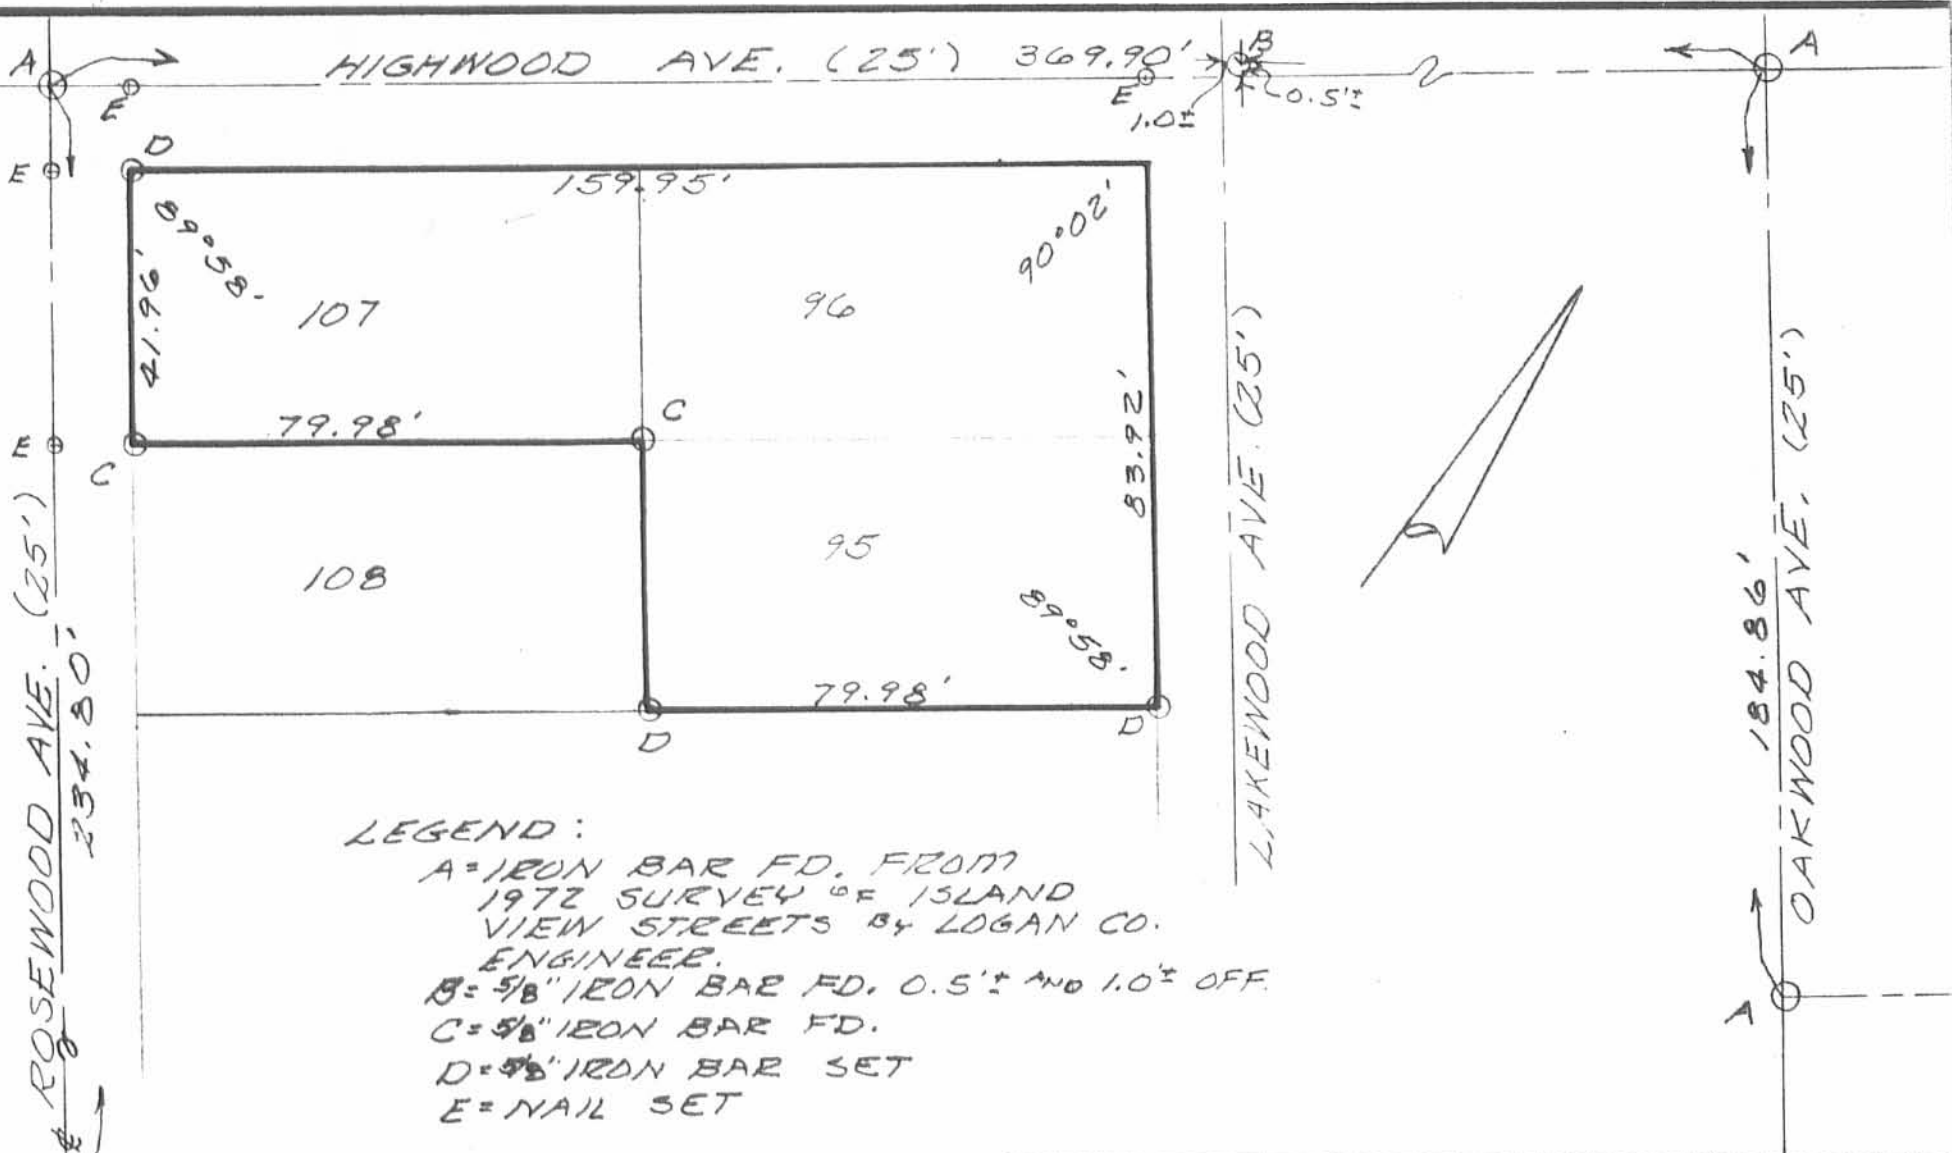 A
HIGHWOOD AVE. (25') 369.90'
B
A
E
E
1.0±
0.5'±
D
E
159.95'
89°58'
90°02'
41.96'
107
96
79.98'
C
E
C
83.92'
LAKEWOOD AVE. (25')
108
95
89°58'
79.98'
D
D
ROSEWOOD AVE. (25')
234.80'
184.86'
OAKWOOD AVE. (25')
A
LEGEND:
A=IRON BAR FD. FROM
1972 SURVEY OF ISLAND
VIEW STREETS BY LOGAN CO.
ENGINEER.
B=5/8" IRON BAR FD. 0.5'± AND 1.0'± OFF.
C=5/8" IRON BAR FD.
D=5/8" IRON BAR SET
E=NAIL SET